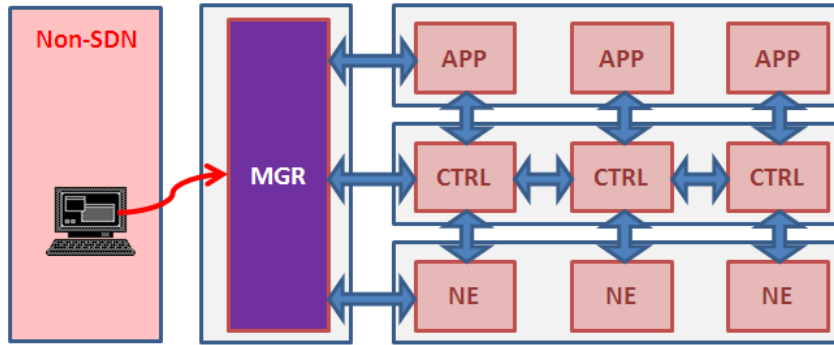 Non-SDN
MGR
APP APP APP
CTRL CTRL CTRL
NE NE NE